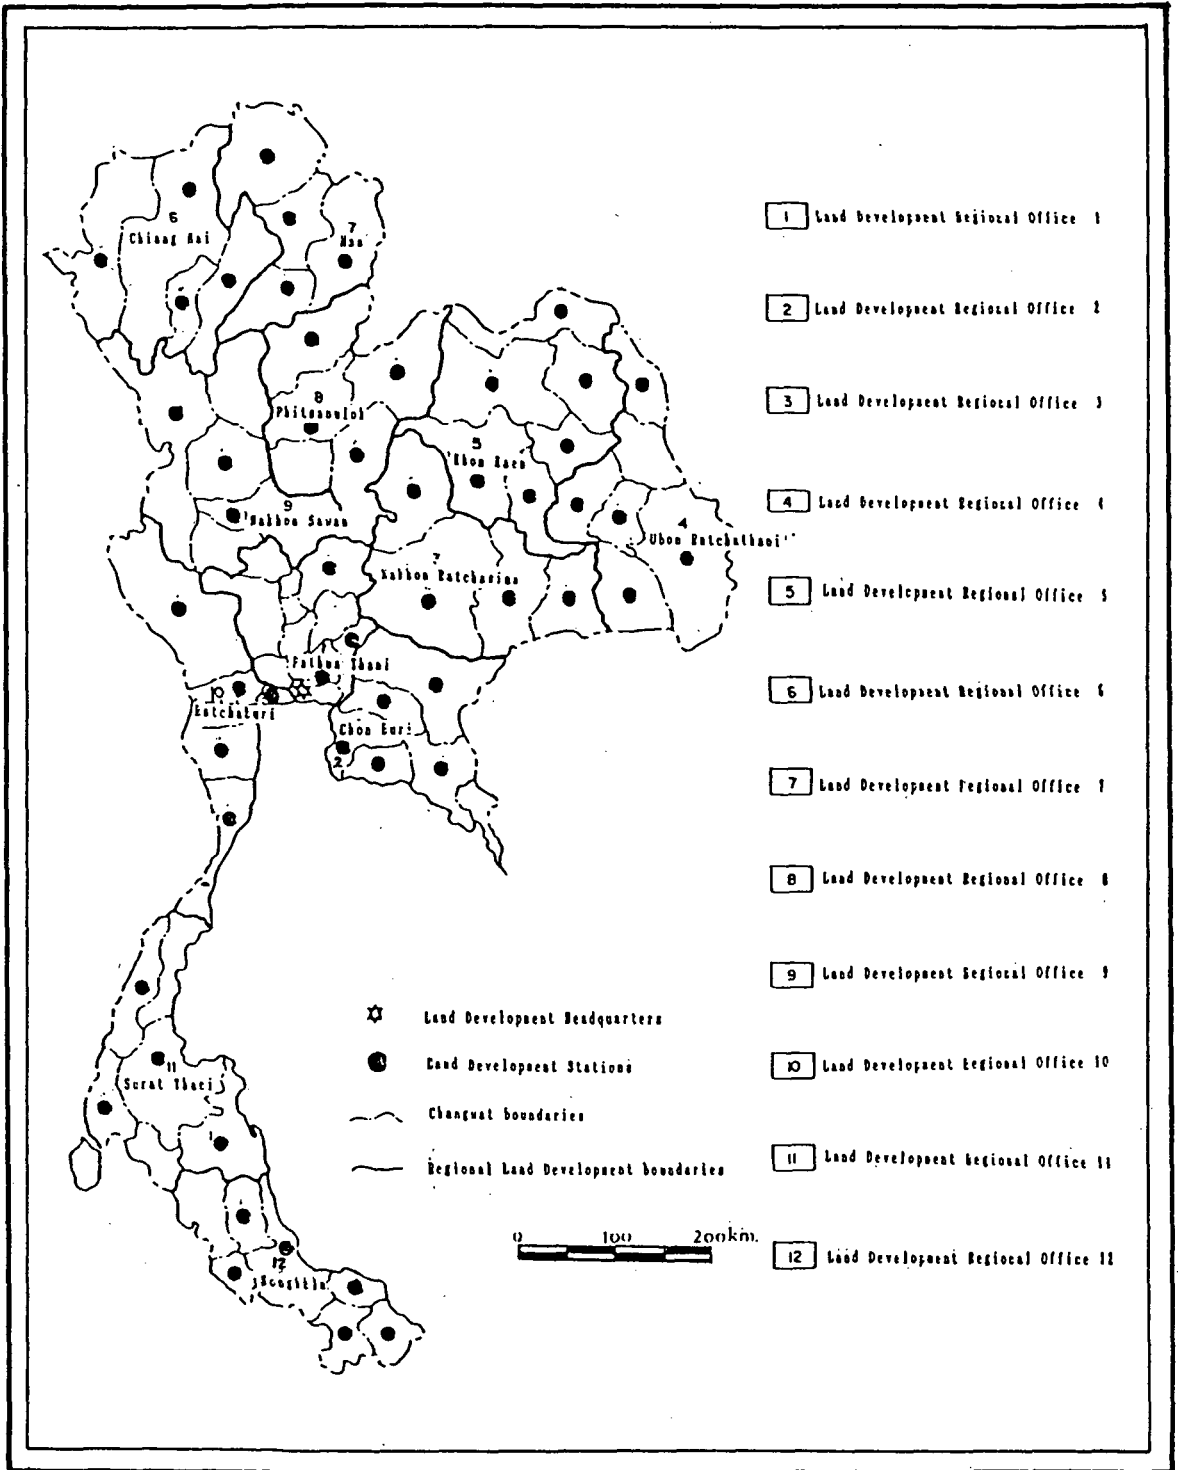 6
Chiang Mai
7
Nan
8
Phitsanulok
5
Khon Kaen
9
Nakhon Sawan
4
Ubon Ratchathani
3
Nakhon Ratchasima
1
Pathum Thani
10
Ratchaburi
Chon Buri
2
11
Surat Thani
12
Songkhla
1 Land Development Regional Office 1
2 Land Development Regional Office 2
3 Land Development Regional Office 3
4 Land Development Regional Office 4
5 Land Development Regional Office 5
6 Land Development Regional Office 6
7 Land Development Regional Office 7
8 Land Development Regional Office 8
9 Land Development Regional Office 9
10 Land Development Regional Office 10
11 Land Development Regional Office 11
12 Land Development Regional Office 12
Land Development Headquarters
Land Development Stations
Changwat boundaries
Regional Land Development boundaries
0 100 200km.